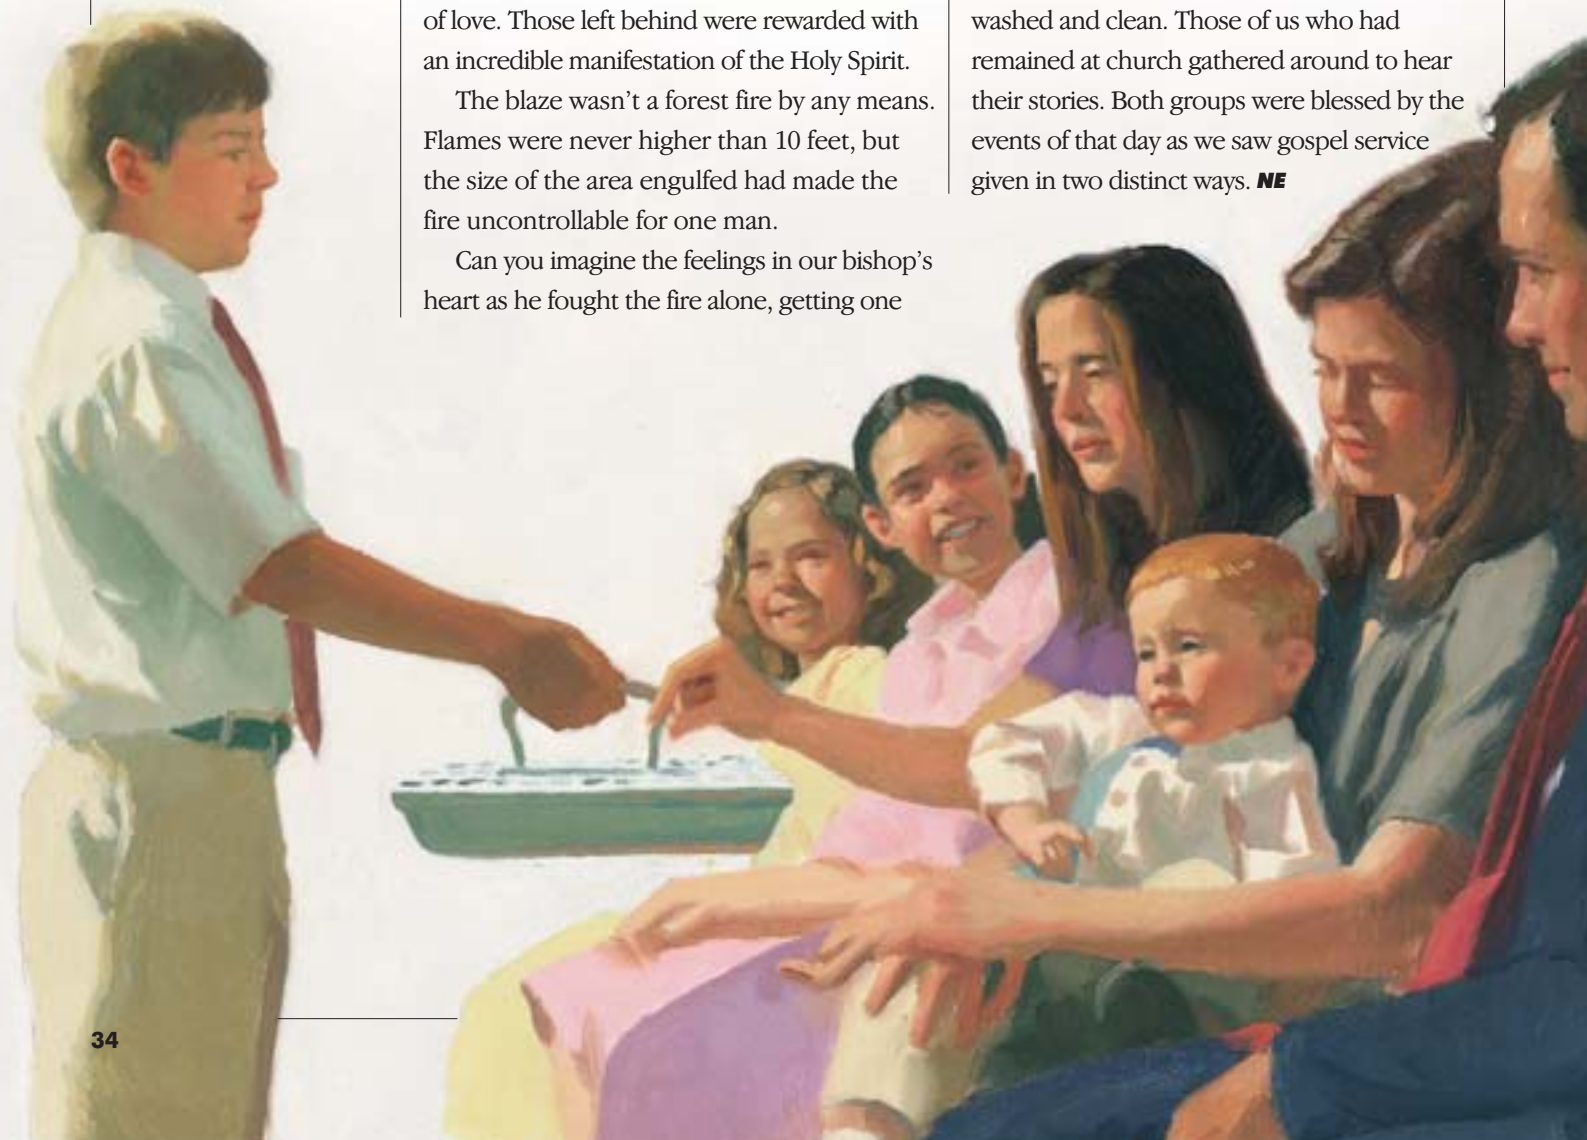 of love. Those left behind were rewarded with
an incredible manifestation of the Holy Spirit.
The blaze wasn’t a forest fire by any means.
Flames were never higher than 10 feet, but
the size of the area engulfed had made the
fire uncontrollable for one man.
Can you imagine the feelings in our bishop’s
heart as he fought the fire alone, getting one
washed and clean. Those of us who had
remained at church gathered around to hear
their stories. Both groups were blessed by the
events of that day as we saw gospel service
given in two distinct ways. NE
34